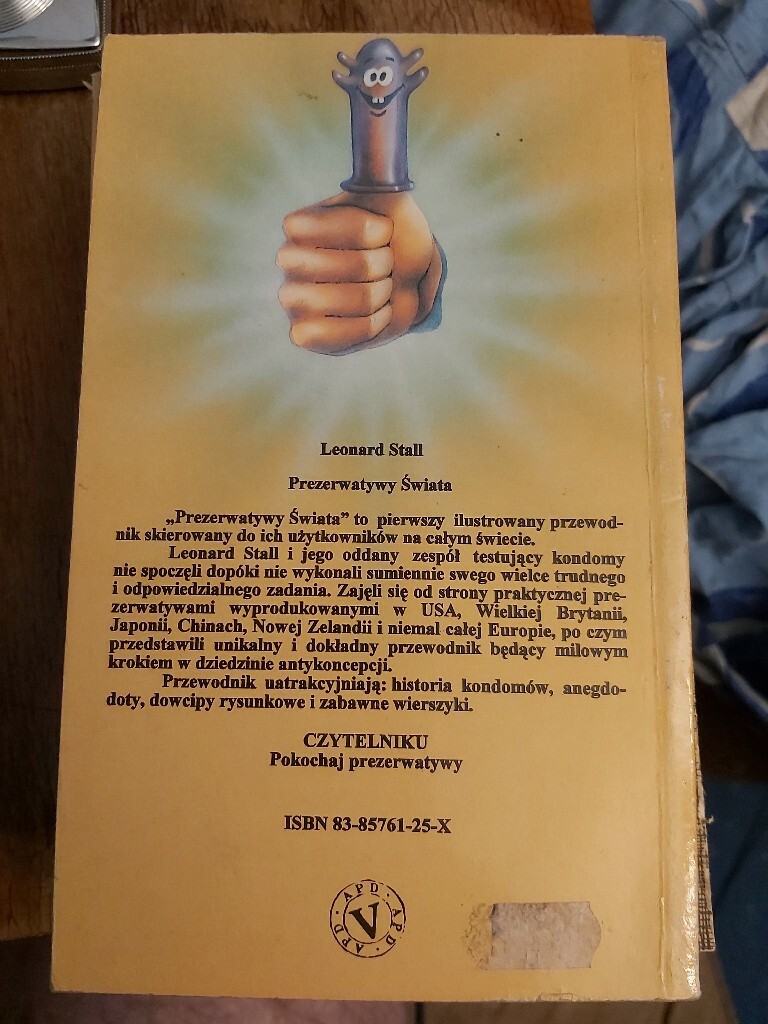 Leonard Stall
Prezerwatywy Świata
„Prezerwatywy Świata” to pierwszy ilustrowany przewod-
nik skierowany do ich użytkowników na całym świecie.
Leonard Stall i jego oddany zespół testujący kondomy
nie spoczęli dopóki nie wykonali sumiennie swego wielce trudnego
i odpowiedzialnego zadania. Zajęli się od strony praktycznej pre-
zerwatywami wyprodukowanymi w USA, Wielkiej Brytanii,
Japonii, Chinach, Nowej Zelandii i niemal całej Europie, po czym
przedstawili unikalny i dokładny przewodnik będący milowym
krokiem w dziedzinie antykoncepcji.
Przewodnik uatrakcyjniają: historia kondomów, anegdo-
doty, dowcipy rysunkowe i zabawne wierszyki.
CZYTELNIKU
Pokochaj prezerwatywy
ISBN 83-85761-25-X
APD · APD · APD
V